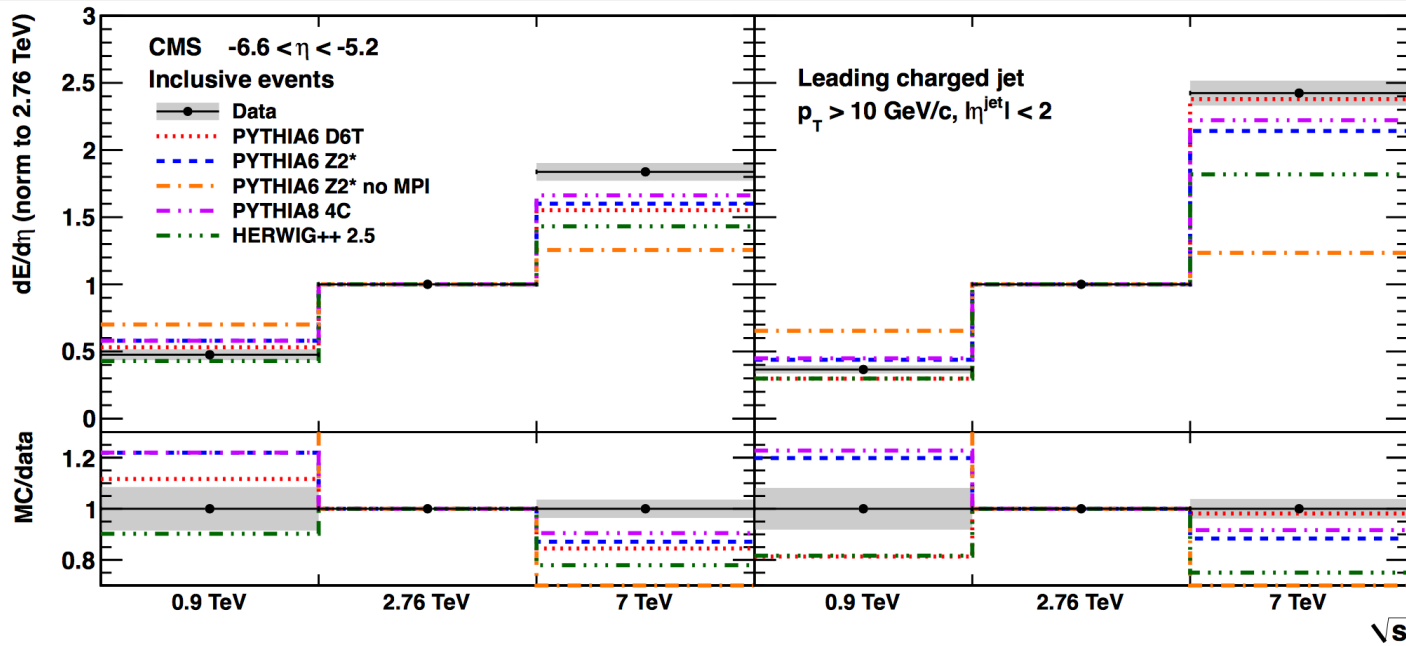 dE/dη (norm to 2.76 TeV)
3
2.5
2
1.5
1
0.5
0
CMS -6.6 < η < -5.2
Inclusive events
Data
PYTHIA6 D6T
PYTHIA6 Z2*
PYTHIA6 Z2* no MPI
PYTHIA8 4C
HERWIG++ 2.5
Leading charged jet
p_T > 10 GeV/c, |η^jet| < 2
MC/data
1.2
1
0.8
0.9 TeV 2.76 TeV 7 TeV 0.9 TeV 2.76 TeV 7 TeV
√s